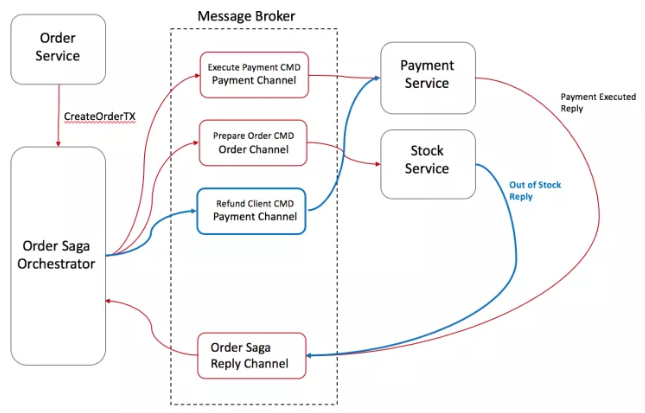 Message Broker
Order
Service
CreateOrderTX
Order Saga
Orchestrator
Execute Payment CMD
Payment Channel
Prepare Order CMD
Order Channel
Refund Client CMD
Payment Channel
Order Saga
Reply Channel
Payment
Service
Stock
Service
Payment Executed
Reply
Out of Stock
Reply